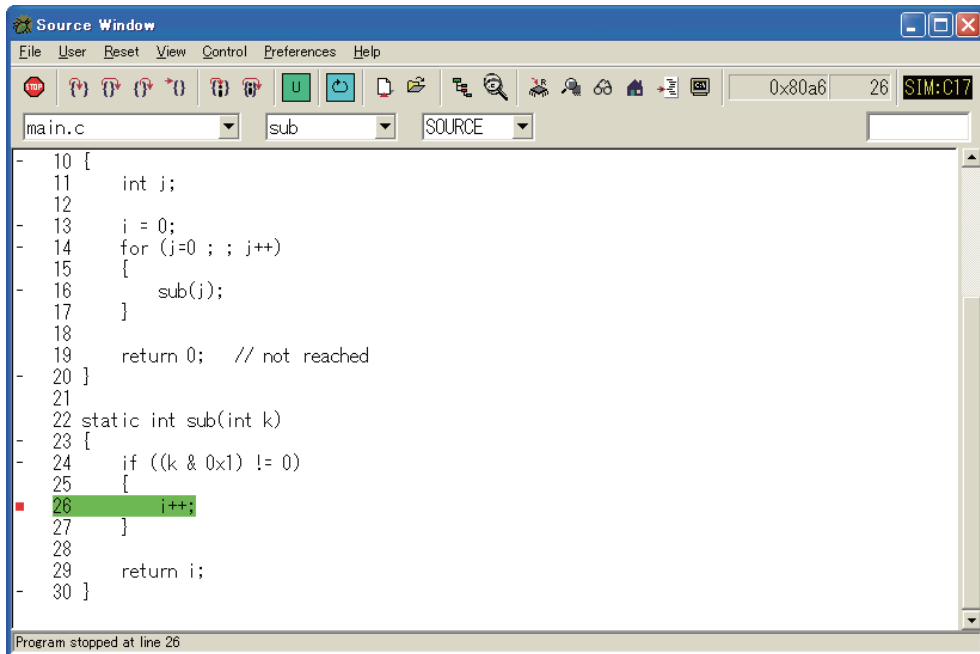 Source Window
File User Reset View Control Preferences Help
STOP U 0x80a6 26 SIM:C17
main.c sub SOURCE
- 10 {
11 int j;
12
- 13 i = 0;
- 14 for (j=0 ; ; j++)
15 {
- 16 sub(j);
17 }
18
19 return 0; // not reached
- 20 }
21
22 static int sub(int k)
- 23 {
- 24 if ((k & 0x1) != 0)
25 {
26 i++;
27 }
28
29 return i;
- 30 }
Program stopped at line 26